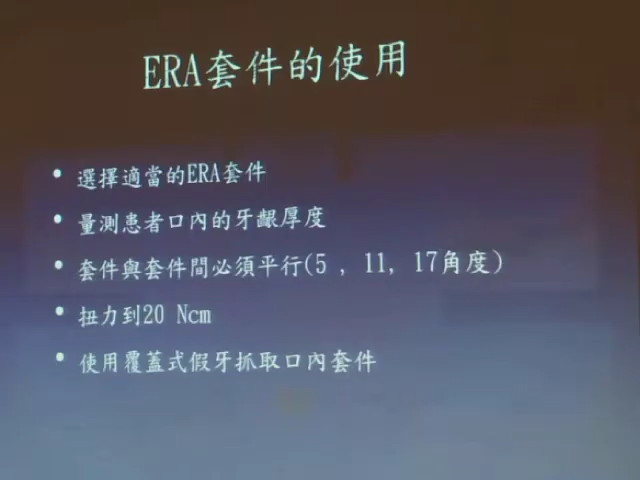 ERA套件的使用
• 選擇適當的ERA套件
• 量測患者口內的牙齦厚度
• 套件與套件間必須平行(5 , 11, 17角度)
• 扭力到20 Ncm
• 使用覆蓋式假牙抓取口內套件